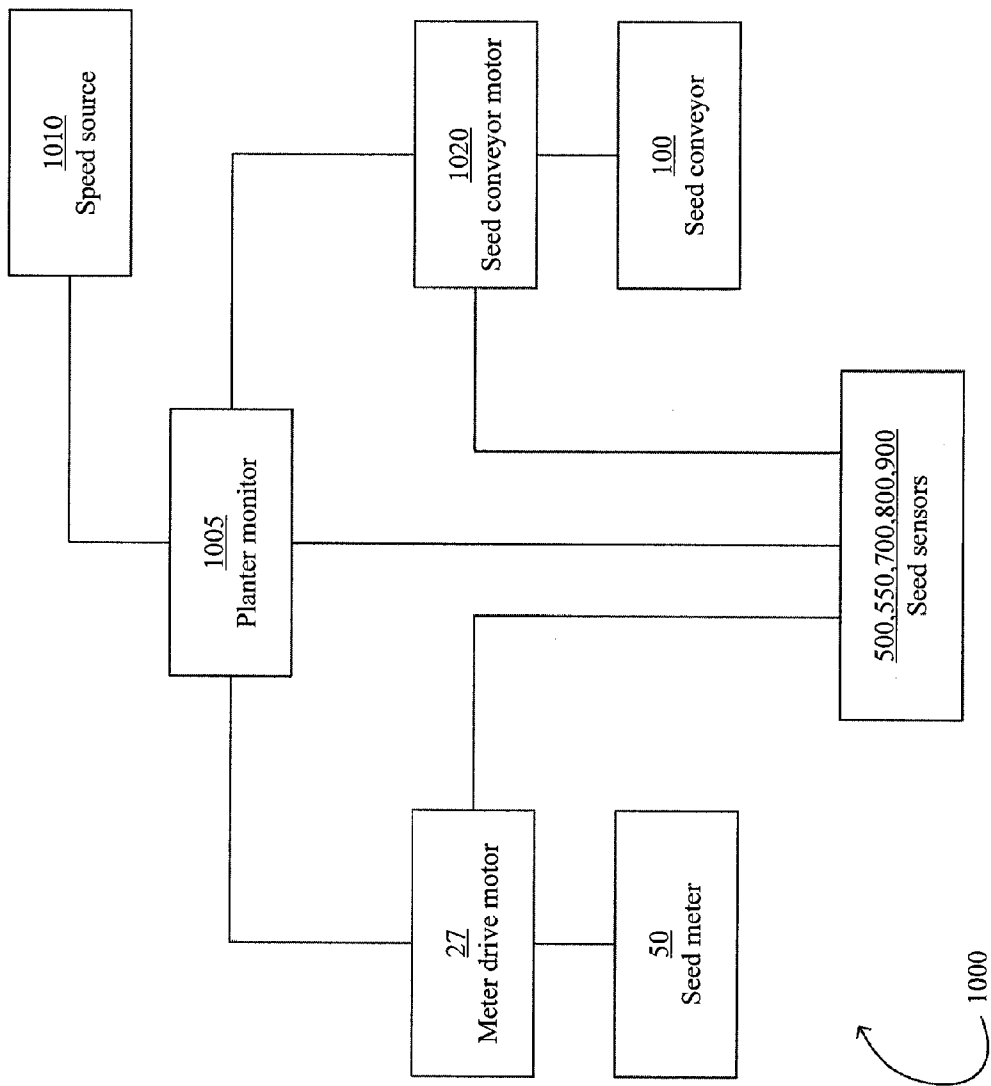 1010
Speed source
1005
Planter monitor
27
Meter drive motor
1020
Seed conveyor motor
50
Seed meter
100
Seed conveyor
500,550,700,800,900
Seed sensors
1000